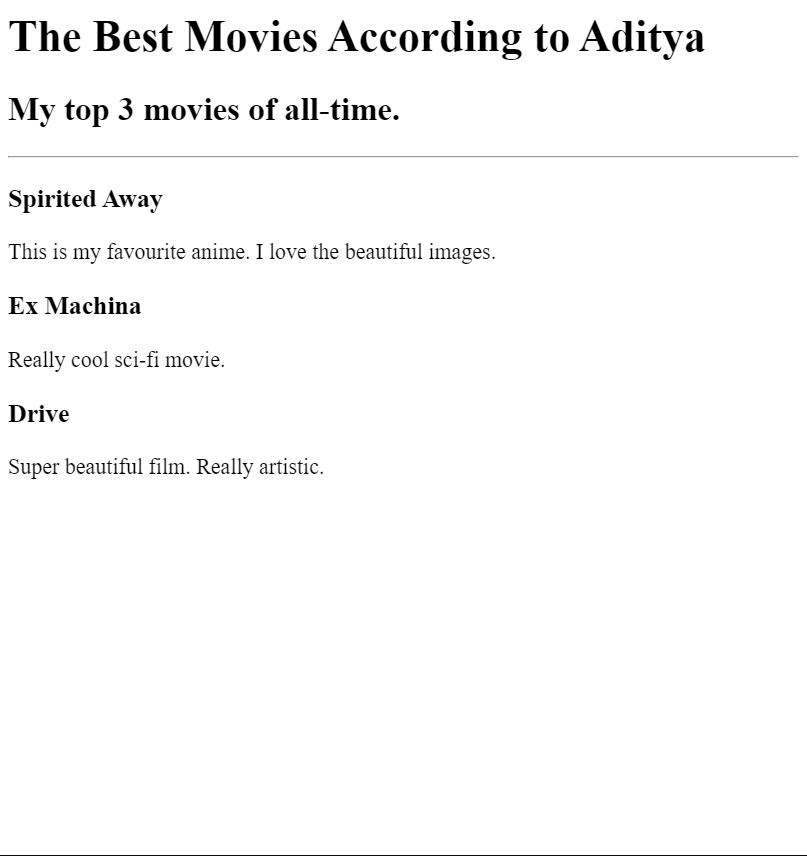 The Best Movies According to Aditya
My top 3 movies of all-time.
Spirited Away
This is my favourite anime. I love the beautiful images.
Ex Machina
Really cool sci-fi movie.
Drive
Super beautiful film. Really artistic.